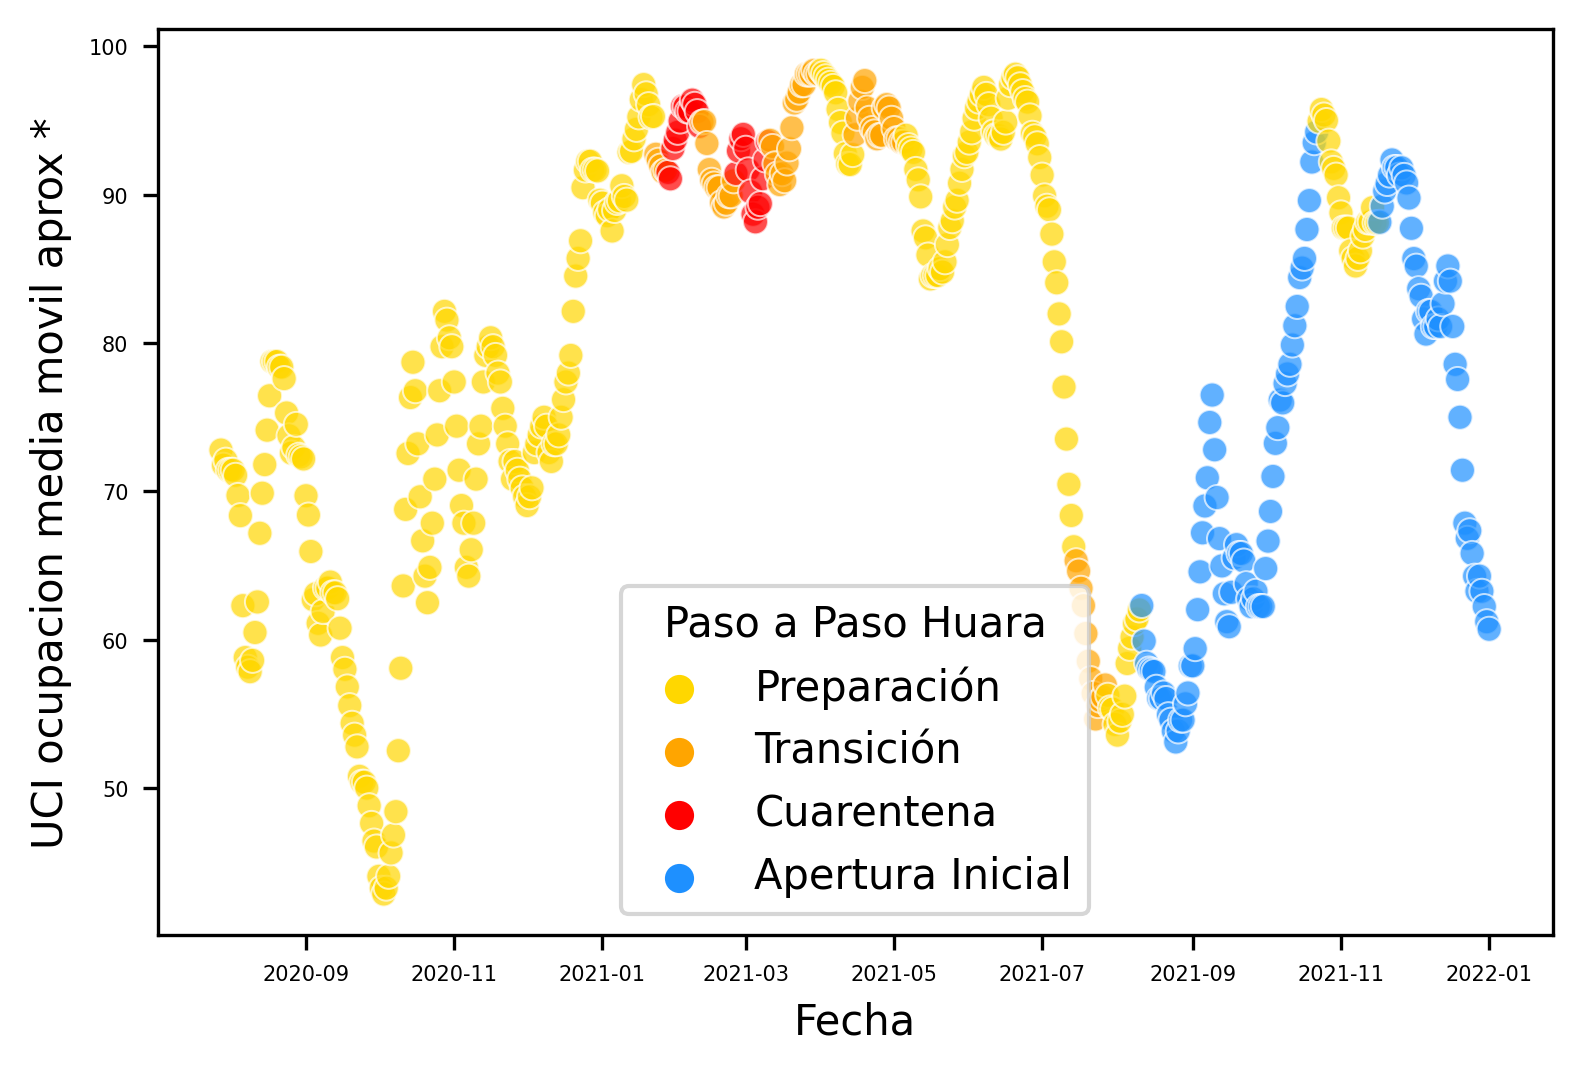 UCI ocupacion media movil aprox *
100
90
80
70
60
50
Paso a Paso Huara
Preparación
Transición
Cuarentena
Apertura Inicial
2020-09 2020-11 2021-01 2021-03 2021-05 2021-07 2021-09 2021-11 2022-01
Fecha